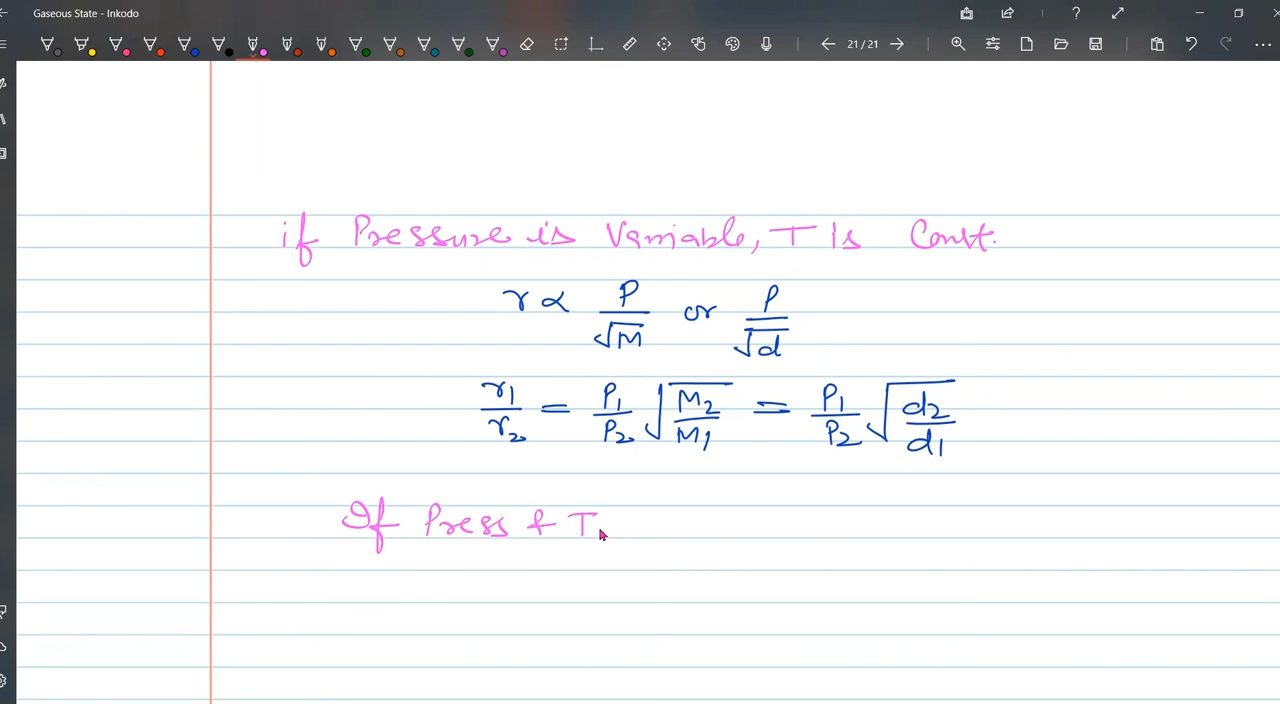 Gaseous State - Inkodo
21 / 21
if Pressure is Variable, T is Const.
r ∝ P/√M or P/√d
r1/r2 = P1/P2 √(M2/M1) = P1/P2 √(d2/d1)
If Press & T